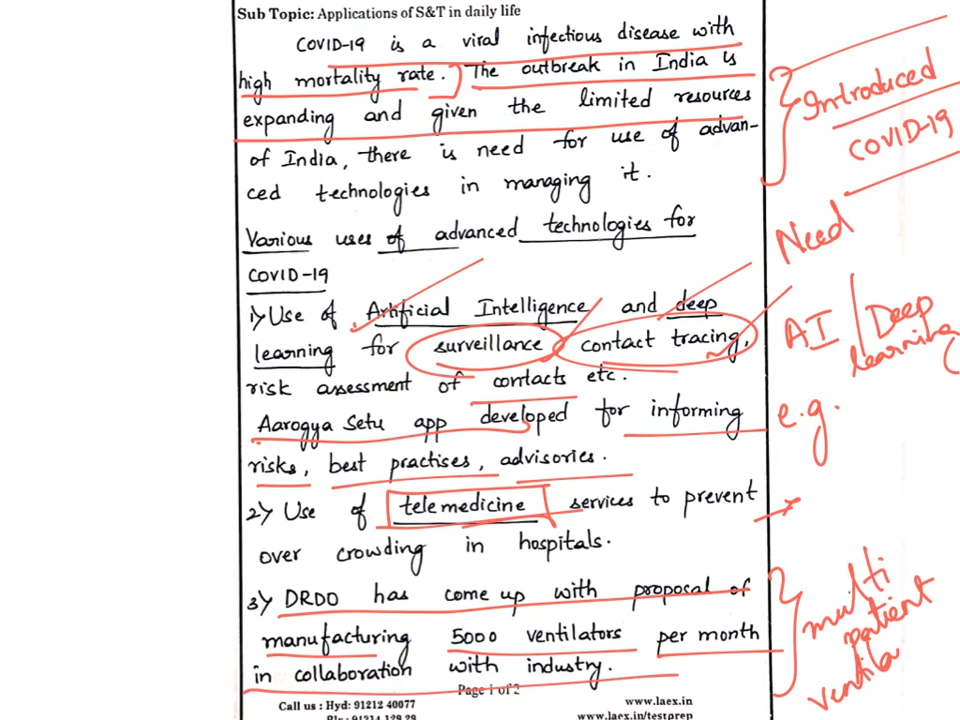 Sub Topic: Applications of S&T in daily life
COVID-19 is a viral infectious disease with
high mortality rate. The outbreak in India is
expanding and given the limited resources
of India, there is need for use of advan-
ced technologies in managing it.
Introduced
COVID-19
Need
Various uses of advanced technologies for
COVID-19
1) Use of Artificial Intelligence and deep
learning for surveillance contact tracing,
risk assessment of contacts etc.
AI / Deep
learning
Aarogya Setu app developed for informing
risks, best practises, advisories.
e.g.
2) Use of telemedicine services to prevent
over crowding in hospitals.
3) DRDO has come up with proposal of
manufacturing 5000 ventilators per month
in collaboration with industry.
multi
patient
ventila
Page 1 of 2
Call us : Hyd: 91212 40077
www.laex.in
www.laex.in/testprep